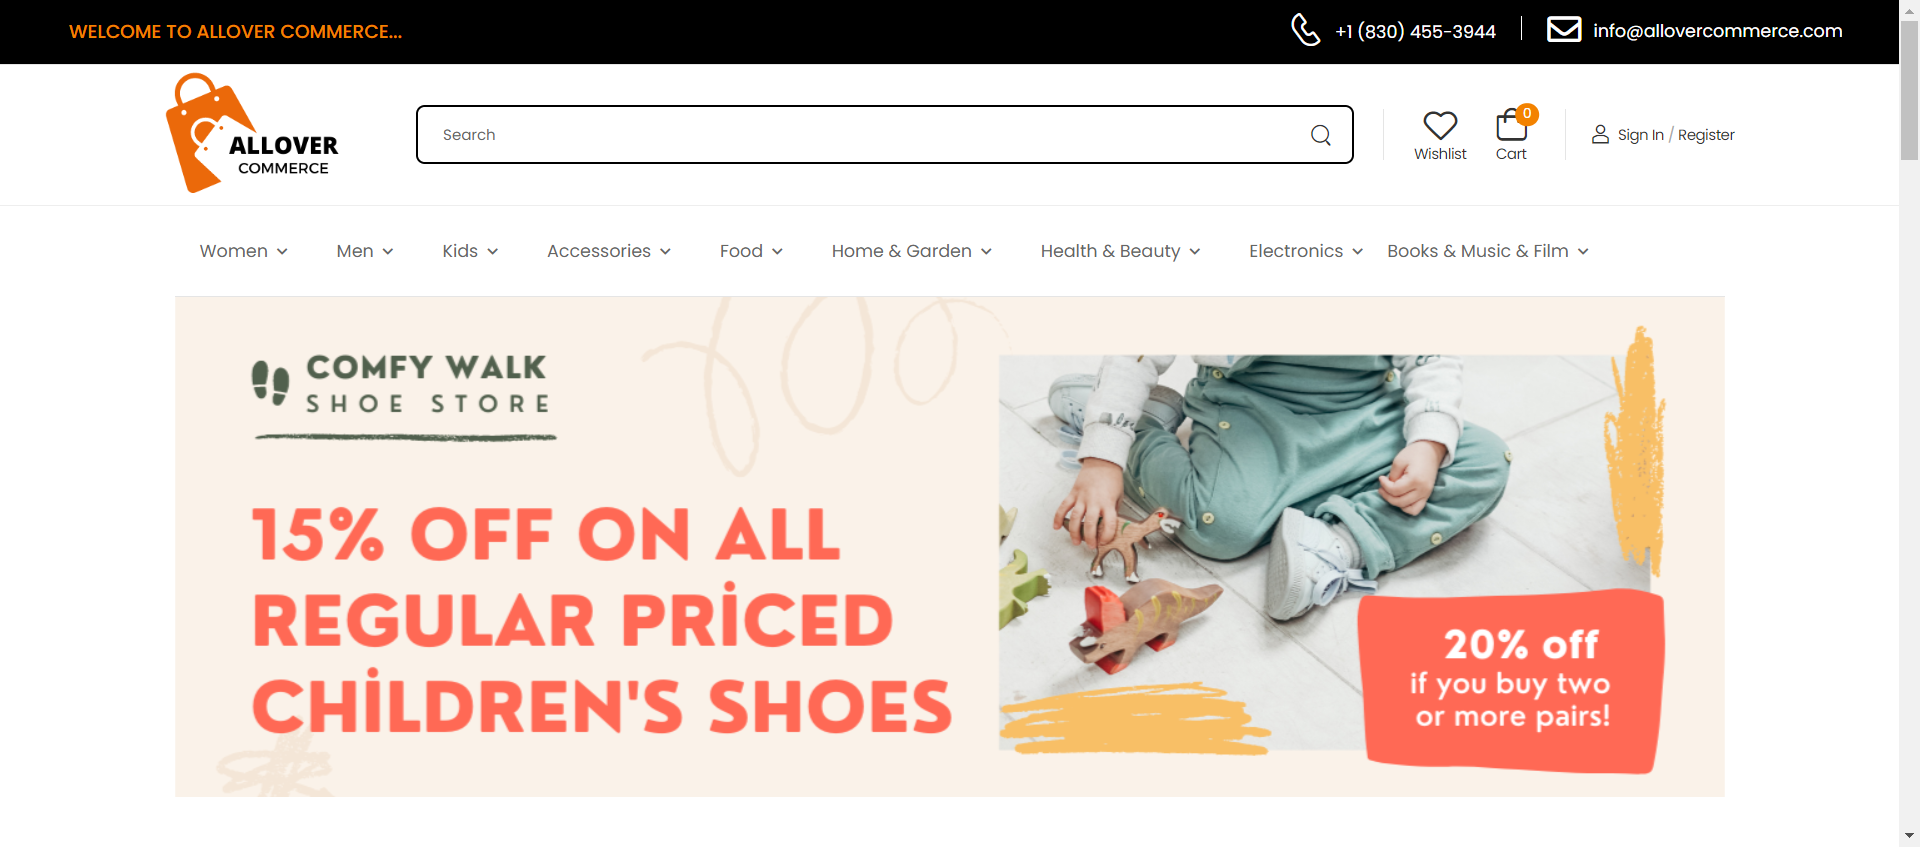 WELCOME TO ALLOVER COMMERCE...
+1 (830) 455-3944
info@allovercommerce.com
ALLOVER
COMMERCE
Search
Wishlist
0
Cart
Sign In / Register
Women
Men
Kids
Accessories
Food
Home & Garden
Health & Beauty
Electronics
Books & Music & Film
COMFY WALK
SHOE STORE
15% OFF ON ALL
REGULAR PRİCED
CHİLDREN'S SHOES
20% off
if you buy two
or more pairs!